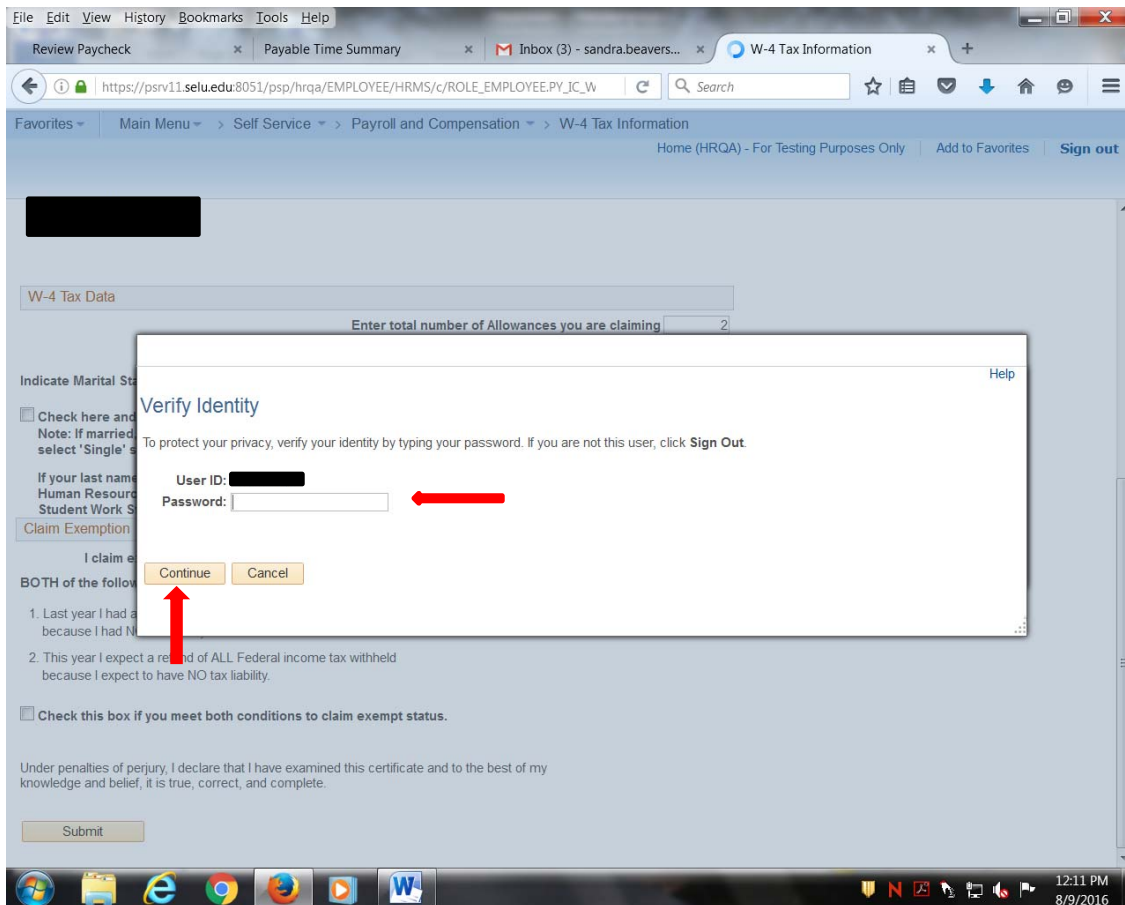 File Edit View History Bookmarks Tools Help
Review Paycheck × Payable Time Summary × Inbox (3) - sandra.beavers... × W-4 Tax Information × +
https://psrv11.selu.edu:8051/psp/hrqa/EMPLOYEE/HRMS/c/ROLE_EMPLOYEE.PY_IC_W Search
Favorites Main Menu > Self Service > Payroll and Compensation > W-4 Tax Information
Home (HRQA) - For Testing Purposes Only | Add to Favorites | Sign out
W-4 Tax Data
Enter total number of Allowances you are claiming 2
Help
Indicate Marital Sta
Verify Identity
Check here and
Note: If married,
To protect your privacy, verify your identity by typing your password. If you are not this user, click Sign Out.
select 'Single' s
If your last name
User ID:
Human Resourc
Password:
Student Work S
Claim Exemption
I claim e
Continue Cancel
BOTH of the follow
1. Last year I had a
because I had N
2. This year I expect a refund of ALL Federal income tax withheld
because I expect to have NO tax liability.
Check this box if you meet both conditions to claim exempt status.
Under penalties of perjury, I declare that I have examined this certificate and to the best of my
knowledge and belief, it is true, correct, and complete.
Submit
12:11 PM
8/9/2016